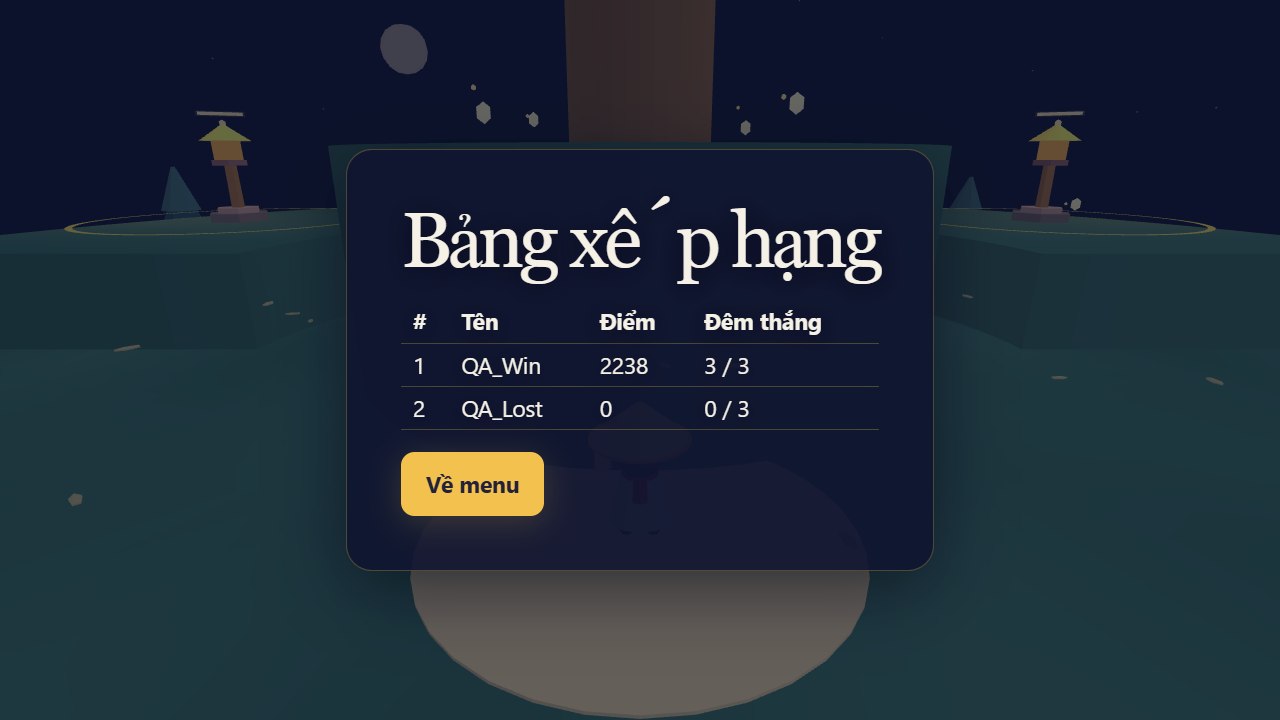 Bảng xếp hạng
# Tên Điểm Đêm thắng
1 QA_Win 2238 3 / 3
2 QA_Lost 0 0 / 3
Về menu